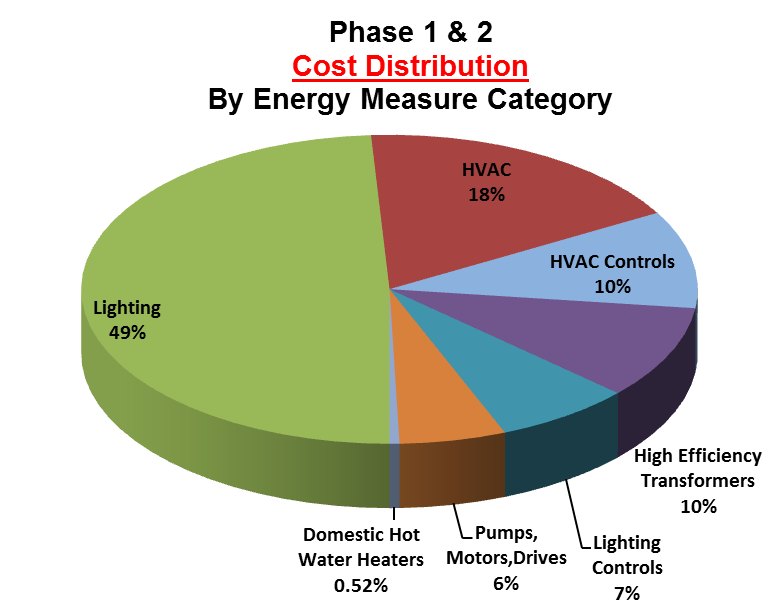 Phase 1 & 2
Cost Distribution
By Energy Measure Category
HVAC
18%
HVAC Controls
10%
Lighting
49%
High Efficiency
Transformers
10%
Domestic Hot
Water Heaters
0.52%
Pumps,
Motors,Drives
6%
Lighting
Controls
7%